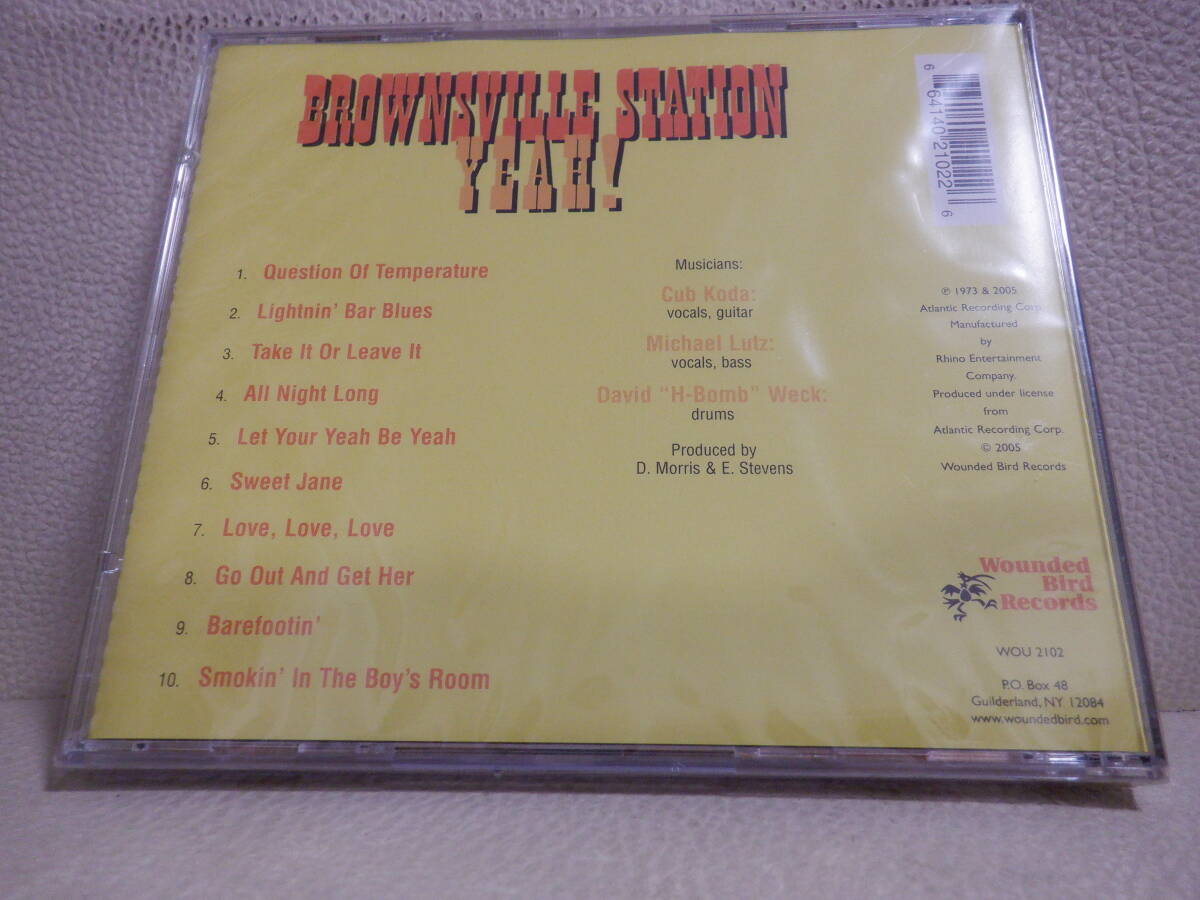 BROWNSVILLE STATION
YEAH!
1. Question Of Temperature
2. Lightnin' Bar Blues
3. Take It Or Leave It
4. All Night Long
5. Let Your Yeah Be Yeah
6. Sweet Jane
7. Love, Love, Love
8. Go Out And Get Her
9. Barefootin'
10. Smokin' In The Boy's Room
Musicians:
Cub Koda:
vocals, guitar
Michael Lutz:
vocals, bass
David "H-Bomb" Weck:
drums
Produced by
D. Morris & E. Stevens
6 64140 21022 6
℗ 1973 & 2005
Atlantic Recording Corp.
Manufactured
by
Rhino Entertainment
Company.
Produced under license
from
Atlantic Recording Corp.
© 2005
Wounded Bird Records
Wounded
Bird
Records
WOU 2102
P.O. Box 48
Guilderland, NY 12084
www.woundedbird.com